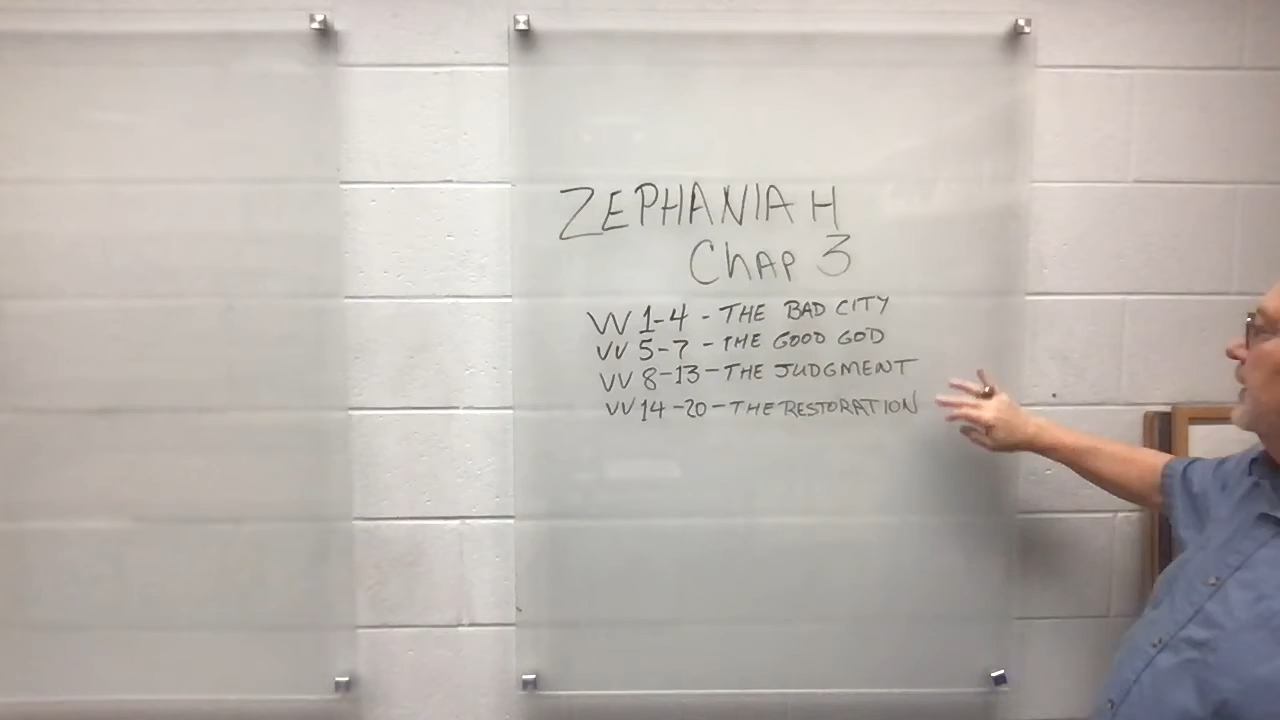 ZEPHANIAH
CHAP 3
VV 1-4 - THE BAD CITY
VV 5-7 - THE GOOD GOD
VV 8-13 - THE JUDGMENT
VV 14-20 - THE RESTORATION